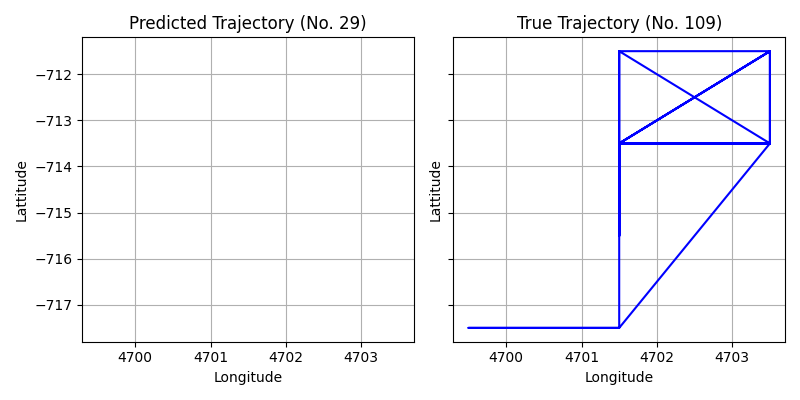 Predicted Trajectory (No. 29)
True Trajectory (No. 109)
−712
−713
−714
−715
−716
−717
Lattitude
Lattitude
4700 4701 4702 4703
4700 4701 4702 4703
Longitude
Longitude